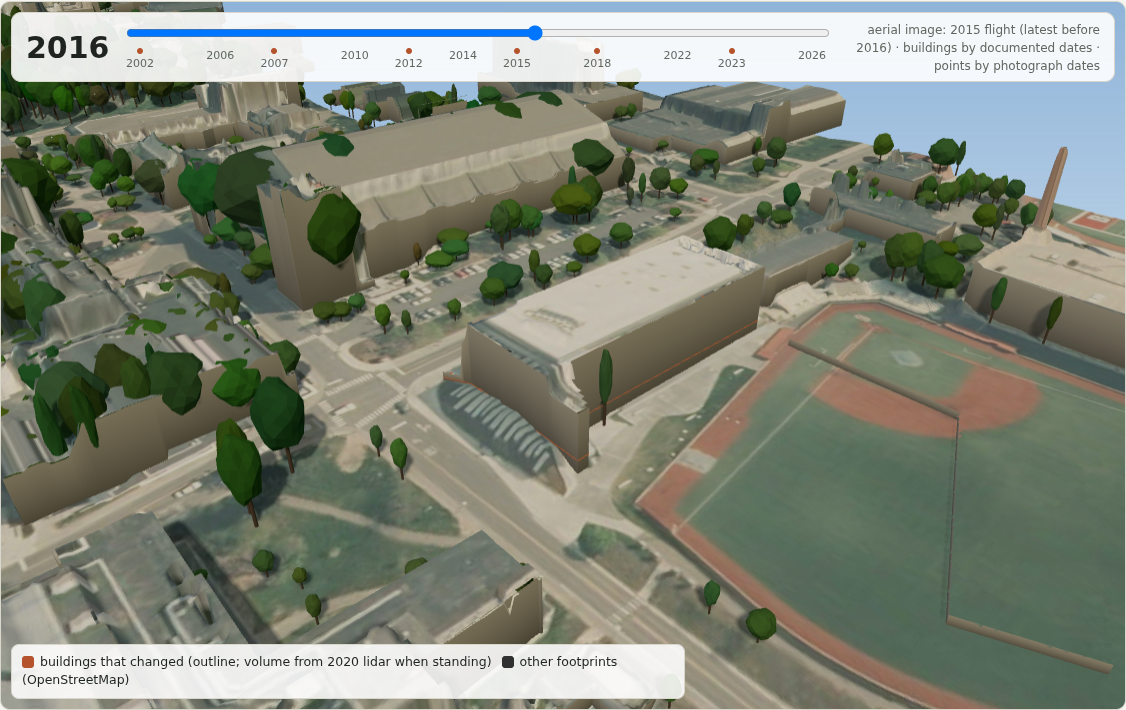 2016
2002 2006 2007 2010 2012 2014 2015 2018 2022 2023 2026
aerial image: 2015 flight (latest before
2016) · buildings by documented dates ·
points by photograph dates
buildings that changed (outline; volume from 2020 lidar when standing) other footprints
(OpenStreetMap)